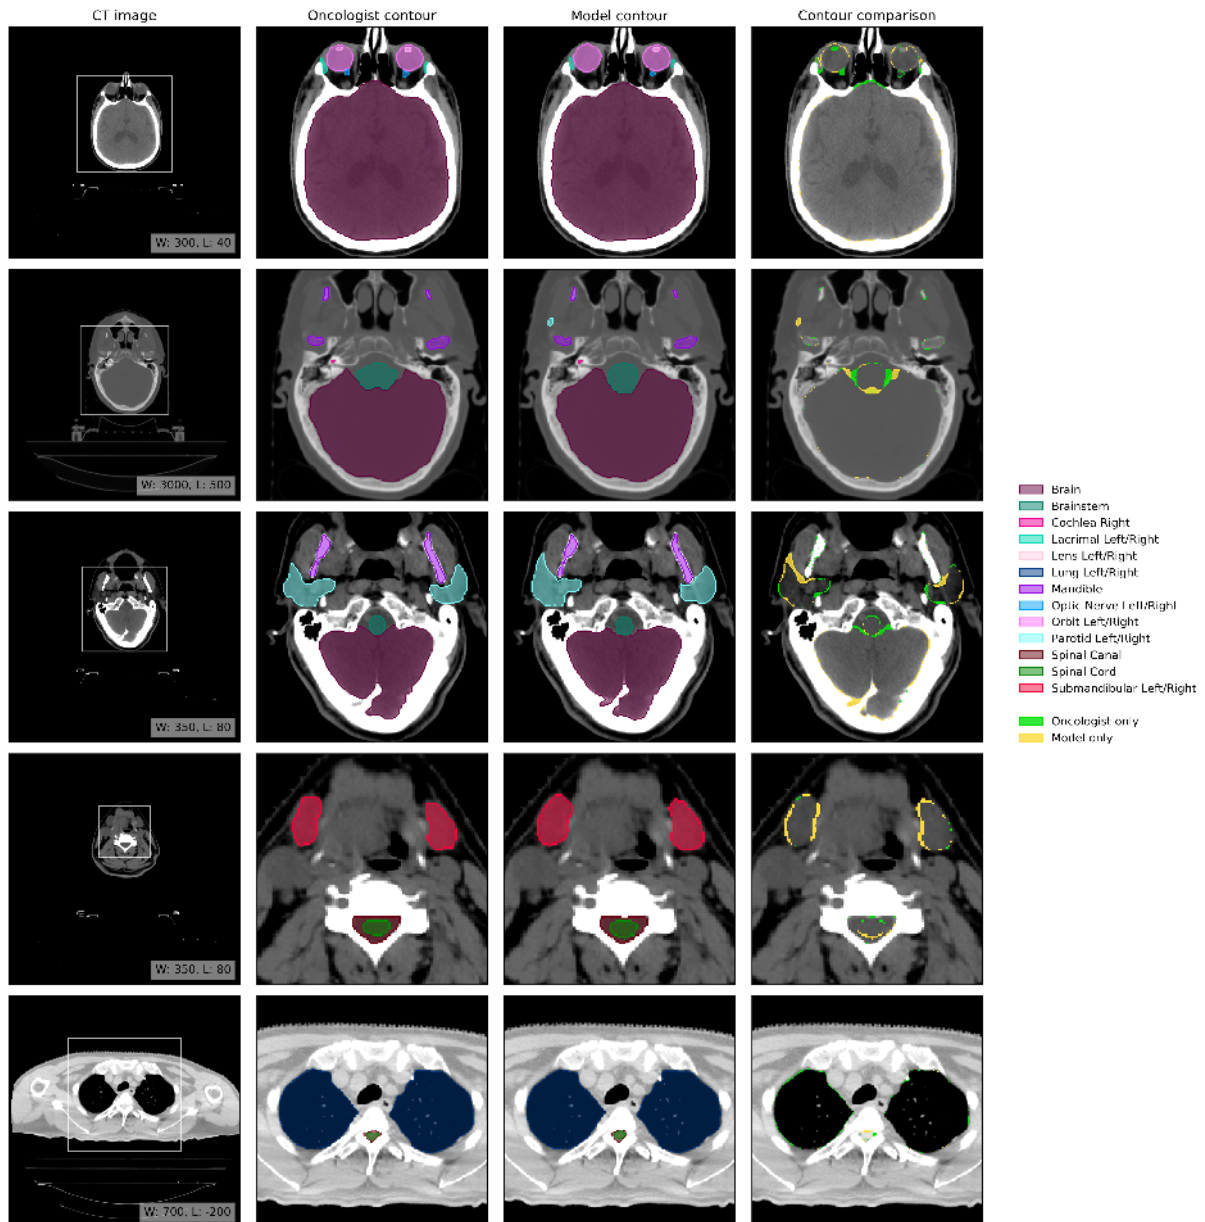 CT image
Oncologist contour
Model contour
Contour comparison
W: 300, L: 40
W: 3000, L: 500
W: 350, L: 80
W: 350, L: 80
W: 700, L: -200
Brain
Brainstem
Cochlea Right
Lacrimal Left/Right
Lens Left/Right
Lung Left/Right
Mandible
Optic Nerve Left/Right
Orbit Left/Right
Parotid Left/Right
Spinal Canal
Spinal Cord
Submandibular Left/Right
Oncologist only
Model only